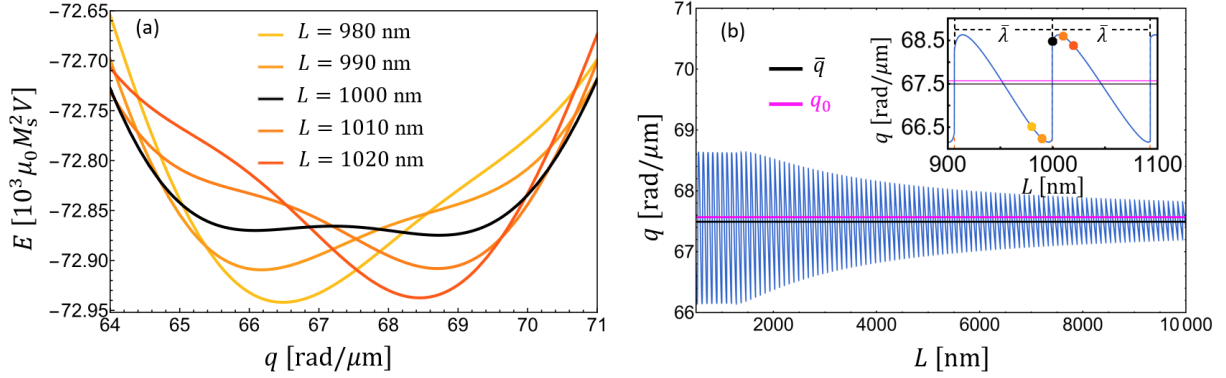 (a)
L = 980 nm
L = 990 nm
L = 1000 nm
L = 1010 nm
L = 1020 nm
E [10³ μ₀ M_s² V]
−72.65
−72.70
−72.75
−72.80
−72.85
−72.90
−72.95
64 65 66 67 68 69 70 71
q [rad/μm]
(b)
q̄
q₀
q [rad/μm]
71
70
69
68
67
66
2000 4000 6000 8000 10 000
L [nm]
q [rad/μm]
68.5
67.5
66.5
λ̄ λ̄
900 1000 1100
L [nm]